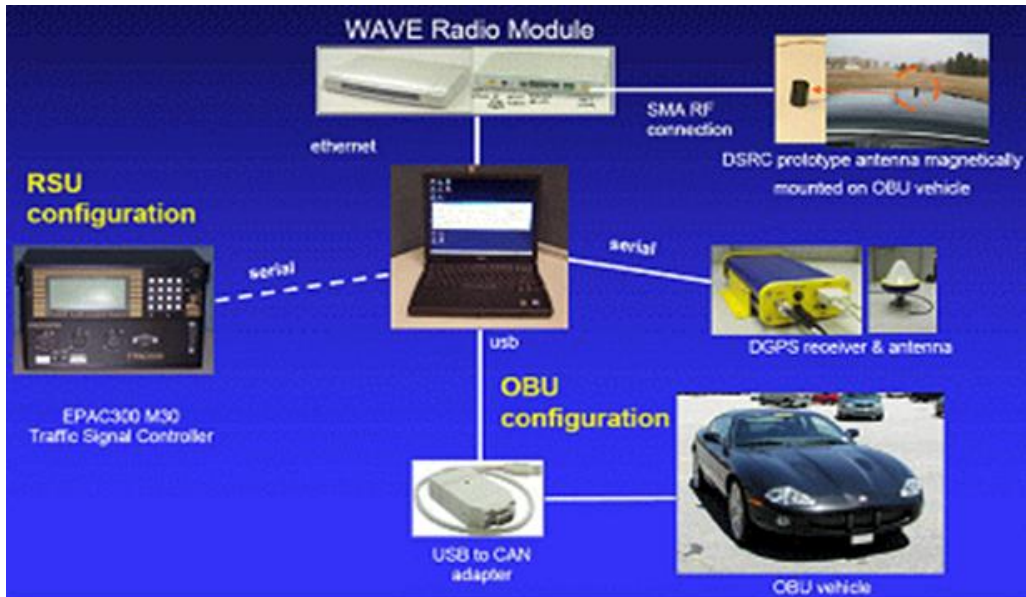 WAVE Radio Module
SMA RF
connection
DSRC prototype antenna magnetically
mounted on OBU vehicle
ethernet
RSU
configuration
serial
serial
EPAC300 M30
Traffic Signal Controller
DGPS receiver & antenna
usb
OBU
configuration
USB to CAN
adapter
OBU vehicle